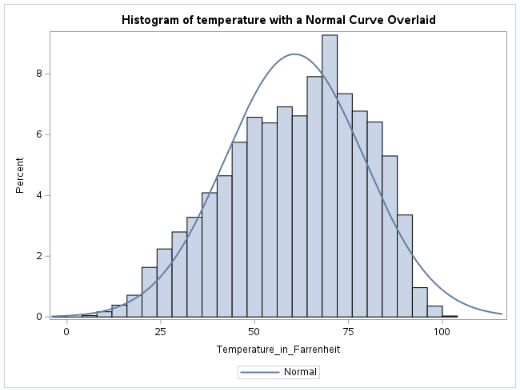 Histogram of temperature with a Normal Curve Overlaid
8
6
4
2
0
Percent
0 25 50 75 100
Temperature_in_Farrenheit
Normal